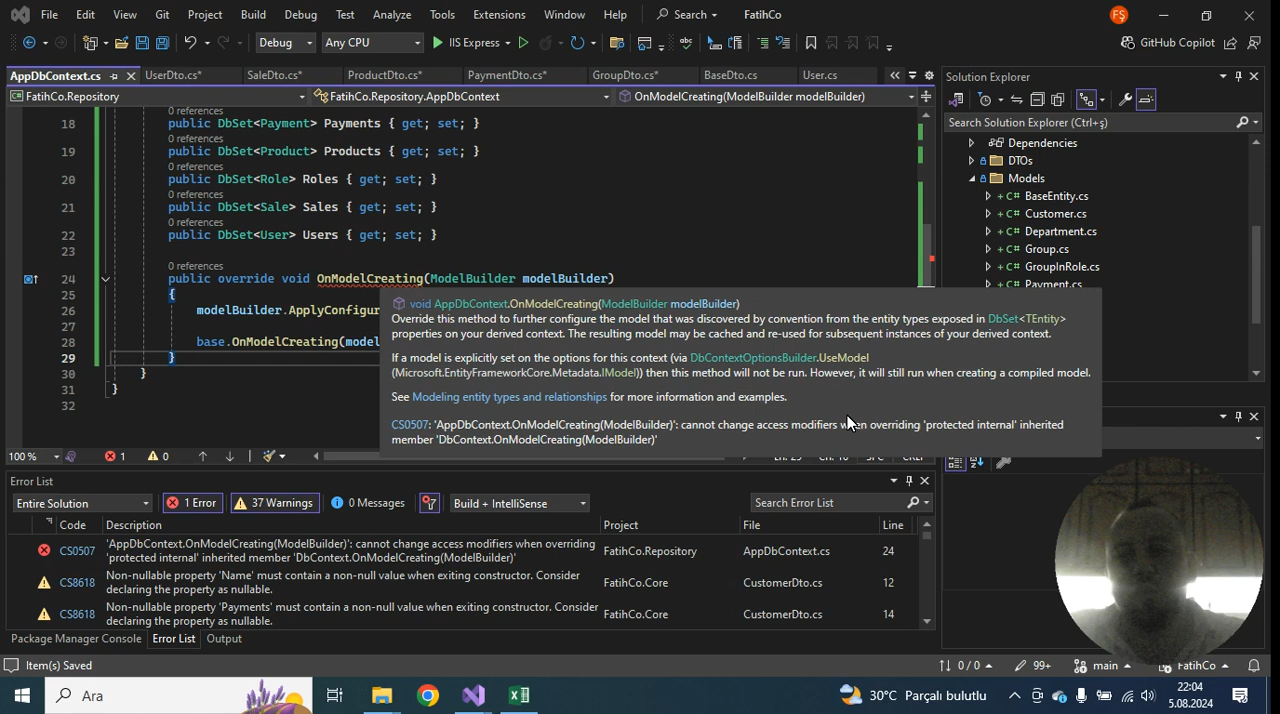 File Edit View Git Project Build Debug Test Analyze Tools Extensions Window Help Search FatihCo FŞ
Debug Any CPU IIS Express GitHub Copilot
AppDbContext.cs UserDto.cs* SaleDto.cs* ProductDto.cs* PaymentDto.cs* GroupDto.cs* BaseDto.cs User.cs
FatihCo.Repository FatihCo.Repository.AppDbContext OnModelCreating(ModelBuilder modelBuilder)
0 references
18 public DbSet<Payment> Payments { get; set; }
0 references
19 public DbSet<Product> Products { get; set; }
0 references
20 public DbSet<Role> Roles { get; set; }
0 references
21 public DbSet<Sale> Sales { get; set; }
0 references
22 public DbSet<User> Users { get; set; }
23
0 references
24 public override void OnModelCreating(ModelBuilder modelBuilder)
25 {
26 modelBuilder.ApplyConfigur
27
28 base.OnModelCreating(model
29 }
30 }
31 }
32
void AppDbContext.OnModelCreating(ModelBuilder modelBuilder)
Override this method to further configure the model that was discovered by convention from the entity types exposed in DbSet<TEntity>
properties on your derived context. The resulting model may be cached and re-used for subsequent instances of your derived context.
If a model is explicitly set on the options for this context (via DbContextOptionsBuilder.UseModel
(Microsoft.EntityFrameworkCore.Metadata.IModel)) then this method will not be run. However, it will still run when creating a compiled model.
See Modeling entity types and relationships for more information and examples.
CS0507: 'AppDbContext.OnModelCreating(ModelBuilder)': cannot change access modifiers when overriding 'protected internal' inherited
member 'DbContext.OnModelCreating(ModelBuilder)'
100 % 1 0
Solution Explorer
Search Solution Explorer (Ctrl+ş)
Dependencies
DTOs
Models
+ C# BaseEntity.cs
+ C# Customer.cs
+ C# Department.cs
+ C# Group.cs
+ C# GroupInRole.cs
+ C# Payment.cs
Error List
Entire Solution 1 Error 37 Warnings 0 Messages Build + IntelliSense Search Error List
Code Description Project File Line
CS0507 'AppDbContext.OnModelCreating(ModelBuilder)': cannot change access modifiers when overriding 'protected internal' inherited member 'DbContext.OnModelCreating(ModelBuilder)' FatihCo.Repository AppDbContext.cs 24
CS8618 Non-nullable property 'Name' must contain a non-null value when exiting constructor. Consider declaring the property as nullable. FatihCo.Core CustomerDto.cs 12
CS8618 Non-nullable property 'Payments' must contain a non-null value when exiting constructor. Consider declaring the property as nullable. FatihCo.Core CustomerDto.cs 14
Package Manager Console Error List Output
Item(s) Saved 0 / 0 99+ main FatihCo
Ara 30°C Parçalı bulutlu 22:04
5.08.2024